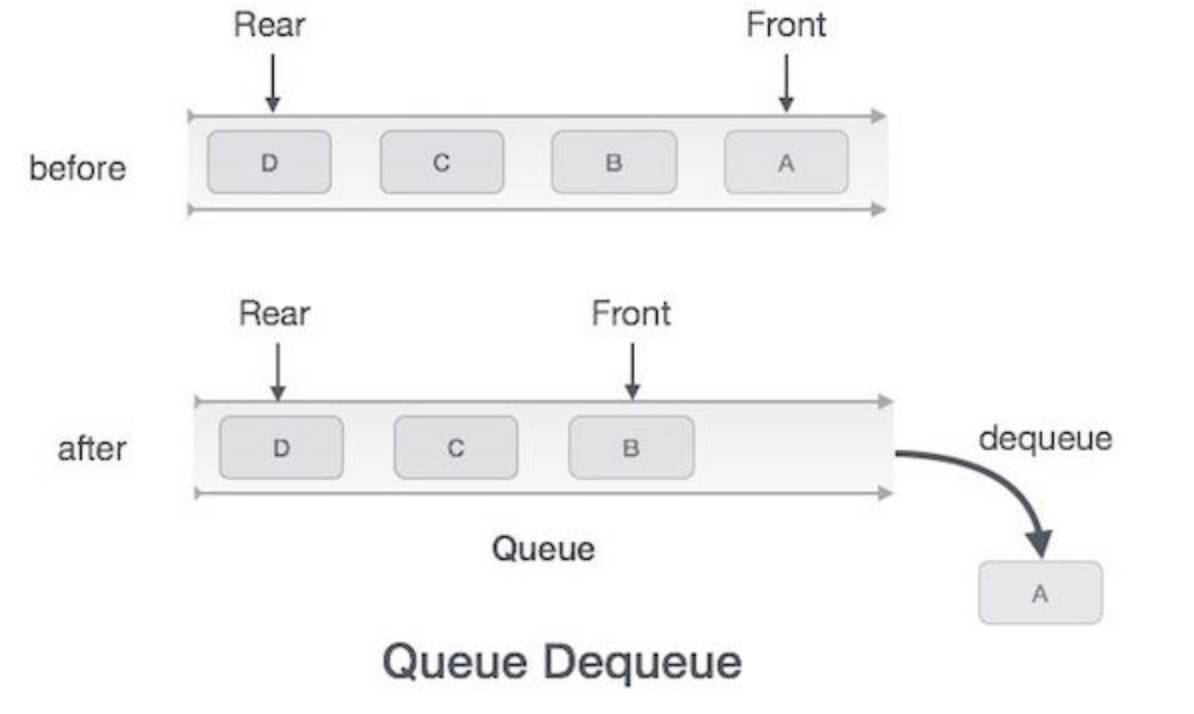 Rear Front
before D C B A
Rear Front
after D C B dequeue
Queue
A
Queue Dequeue